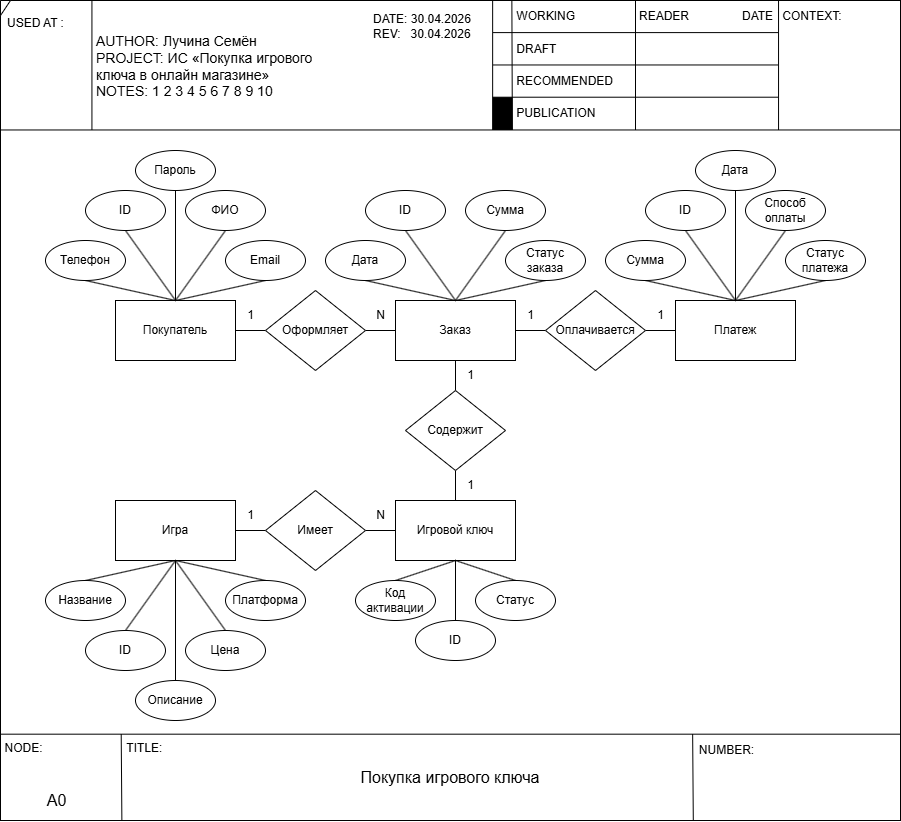 USED AT :
AUTHOR: Лучина Семён
PROJECT: ИС «Покупка игрового
ключа в онлайн магазине»
NOTES: 1 2 3 4 5 6 7 8 9 10
DATE: 30.04.2026
REV: 30.04.2026
WORKING
DRAFT
RECOMMENDED
PUBLICATION
READER DATE
CONTEXT:
Пароль
ID
ФИО
Телефон
Email
Покупатель
1
Оформляет
N
ID
Сумма
Дата
Статус
заказа
Заказ
1
Оплачивается
1
Дата
ID
Способ
оплаты
Сумма
Статус
платежа
Платеж
1
Содержит
1
Игра
1
Имеет
N
Игровой ключ
Название
Платформа
ID
Цена
Описание
Код
активации
Статус
ID
NODE:
A0
TITLE:
Покупка игрового ключа
NUMBER: